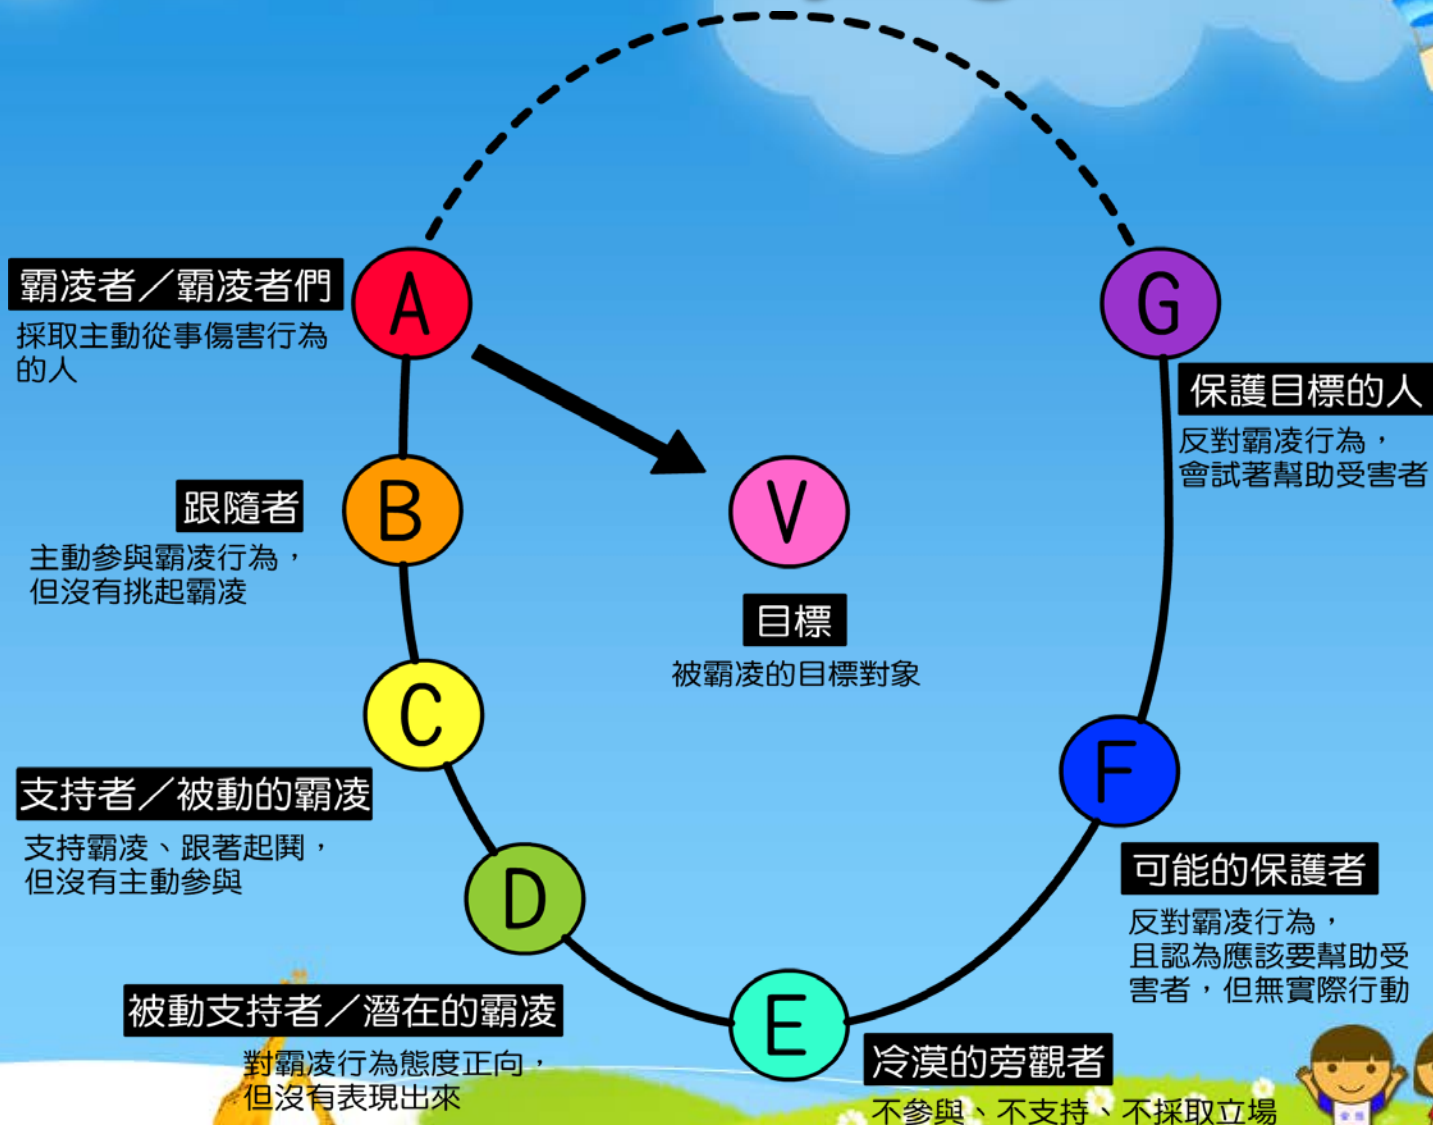 A
霸凌者／霸凌者們
採取主動從事傷害行為
的人
G
保護目標的人
反對霸凌行為，
會試著幫助受害者
B
跟隨者
主動參與霸凌行為，
但沒有挑起霸凌
V
目標
被霸凌的目標對象
C
支持者／被動的霸凌
支持霸凌、跟著起鬨，
但沒有主動參與
F
可能的保護者
反對霸凌行為，
且認為應該要幫助受
害者，但無實際行動
D
被動支持者／潛在的霸凌
對霸凌行為態度正向，
但沒有表現出來
E
冷漠的旁觀者
不參與、不支持、不採取立場